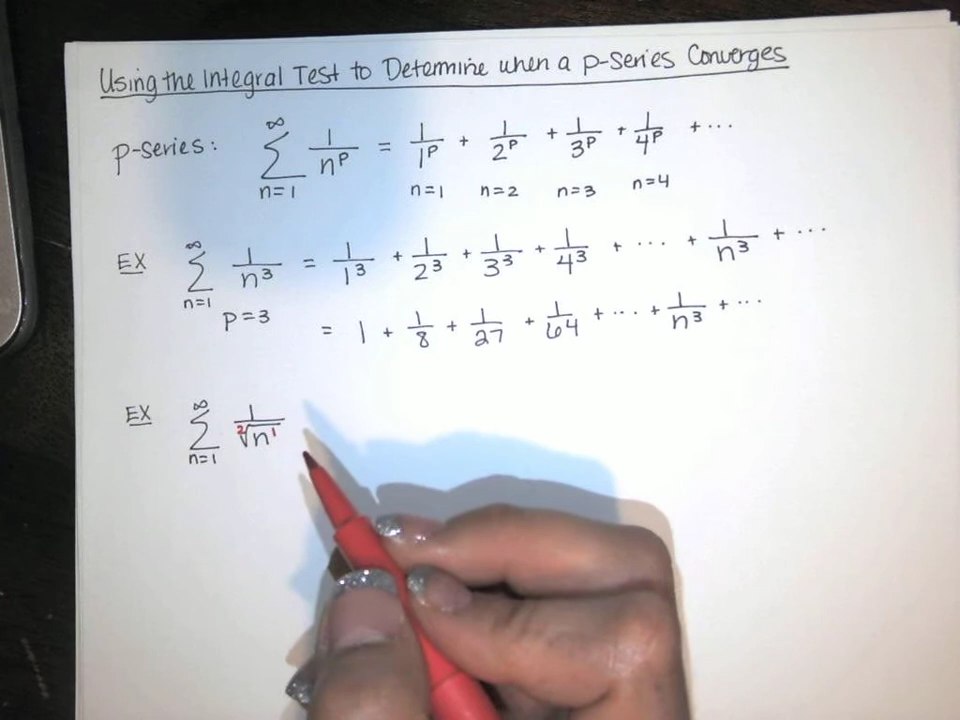 Using the Integral Test to Determine when a p-series Converges
p-series: ∞ Σ n=1 1/n^p = 1/1^p + 1/2^p + 1/3^p + 1/4^p + ...
n=1 n=2 n=3 n=4
EX ∞ Σ n=1 1/n^3 = 1/1^3 + 1/2^3 + 1/3^3 + 1/4^3 + ... + 1/n^3 + ...
p=3 = 1 + 1/8 + 1/27 + 1/64 + ... + 1/n^3 + ...
EX ∞ Σ n=1 1/²√n^1